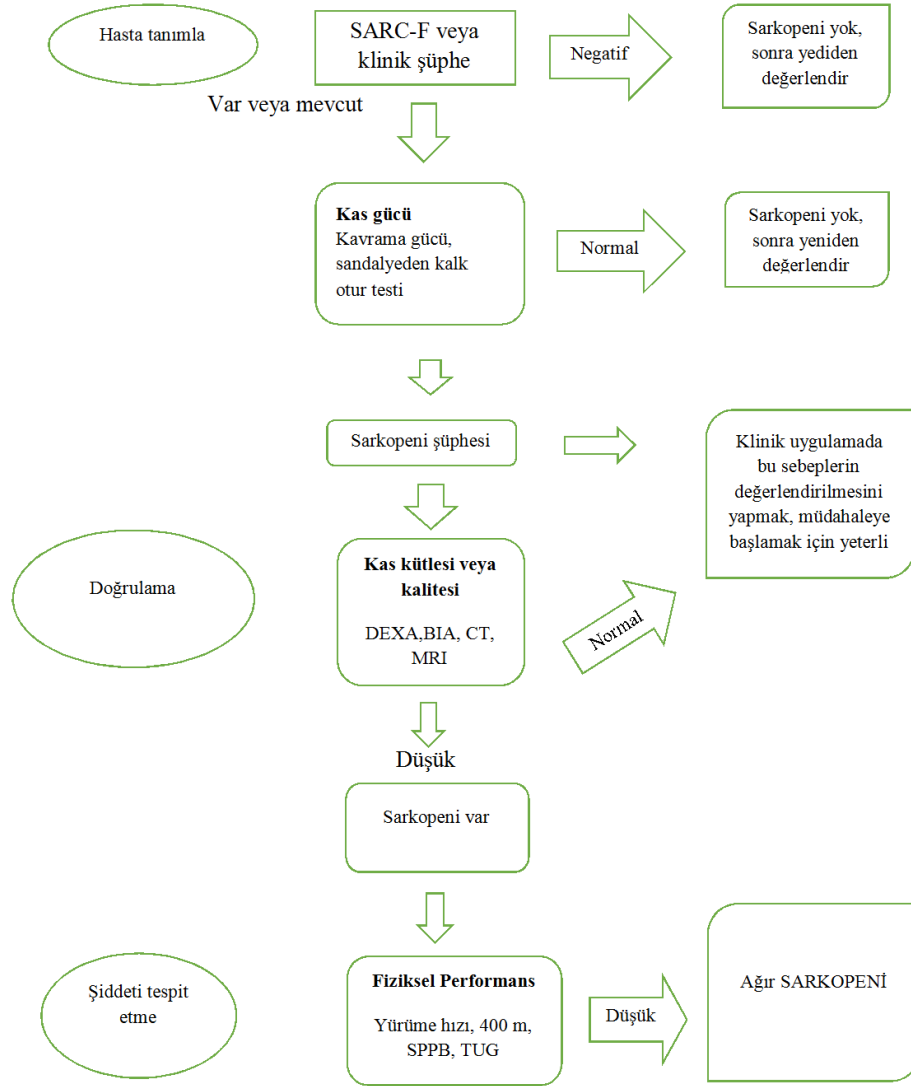 Hasta tanımla
SARC-F veya
klinik şüphe
Negatif
Sarkopeni yok,
sonra yediden
değerlendir
Var veya mevcut
Kas gücü
Kavrama gücü,
sandalyeden kalk
otur testi
Normal
Sarkopeni yok,
sonra yeniden
değerlendir
Sarkopeni şüphesi
Klinik uygulamada
bu sebeplerin
değerlendirilmesini
yapmak, müdahaleye
başlamak için yeterli
Doğrulama
Kas kütlesi veya
kalitesi
DEXA,BIA, CT,
MRI
Normal
Düşük
Sarkopeni var
Şiddeti tespit
etme
Fiziksel Performans
Yürüme hızı, 400 m,
SPPB, TUG
Düşük
Ağır SARKOPENİ